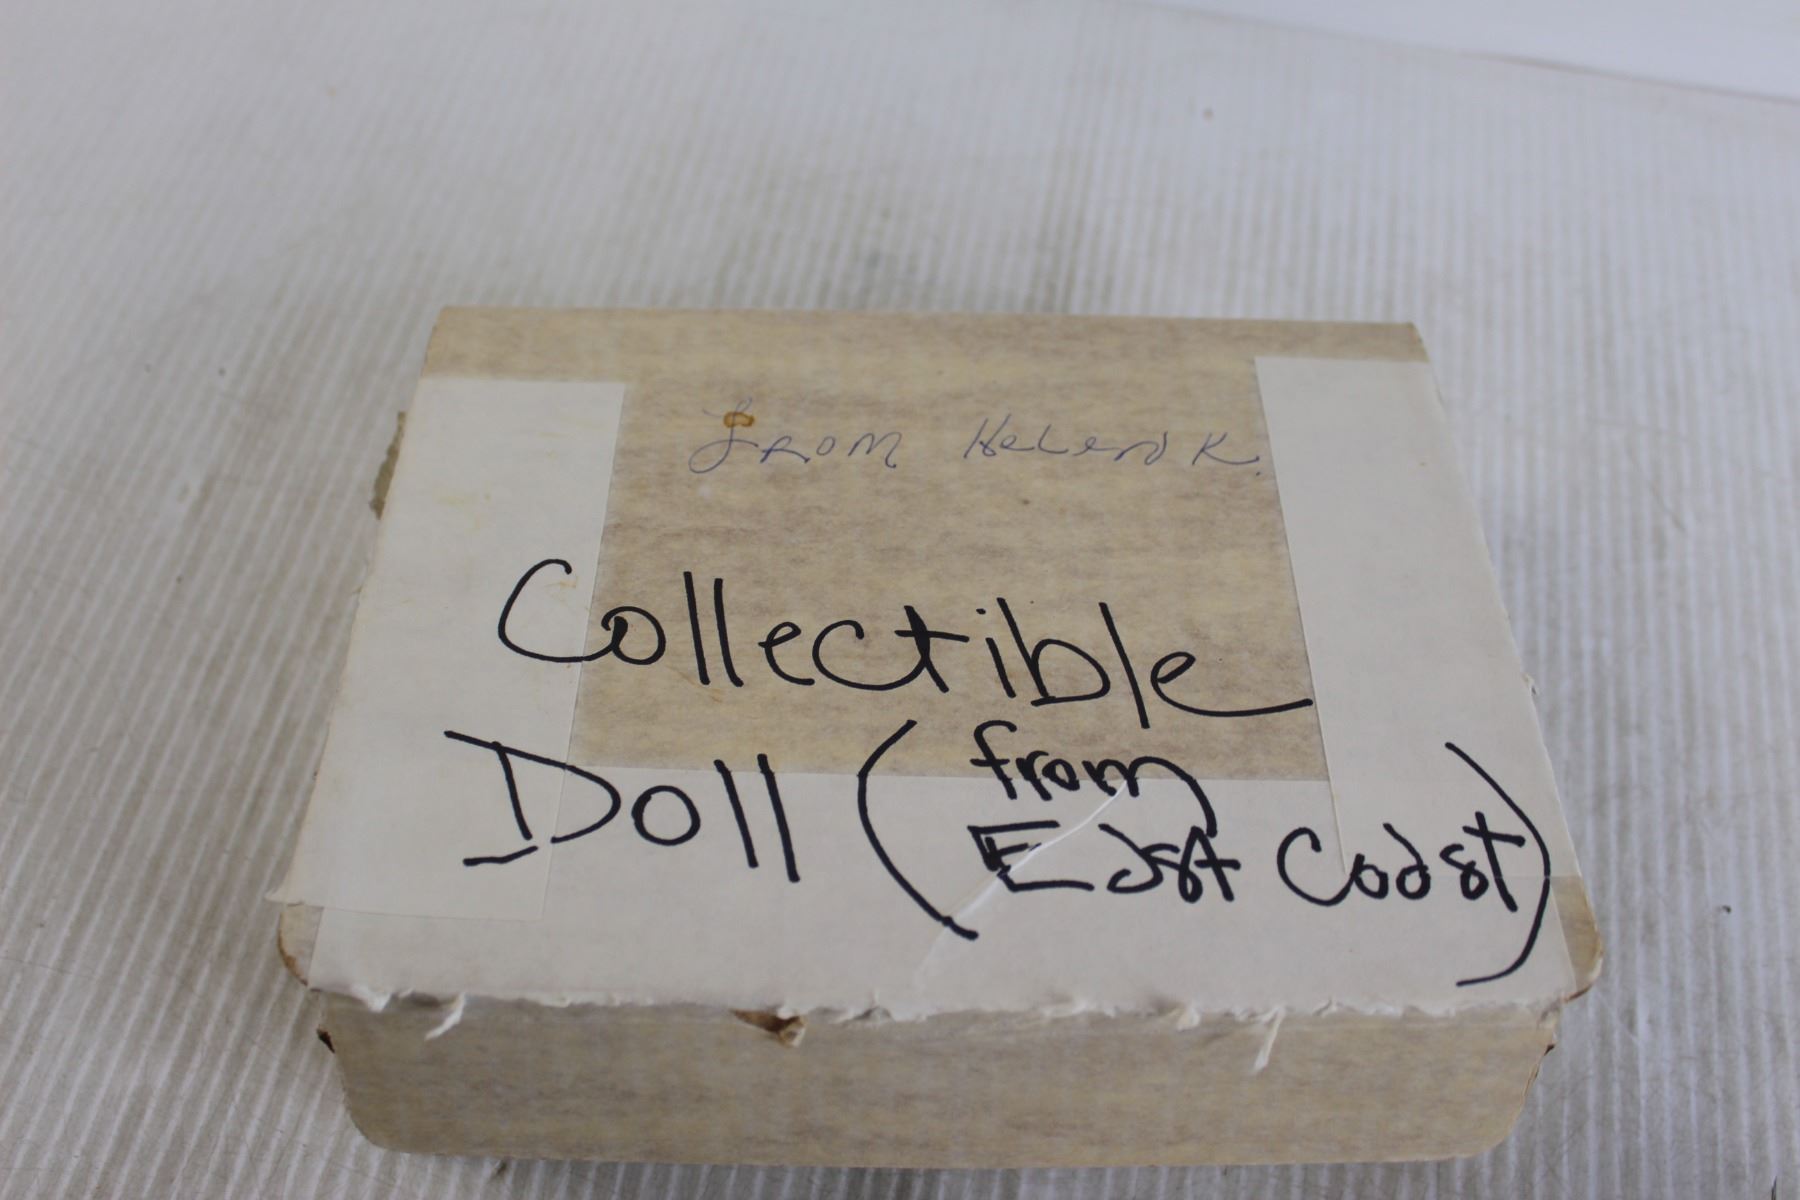 From Helen K.
Collectible
Doll (from
East Coast)